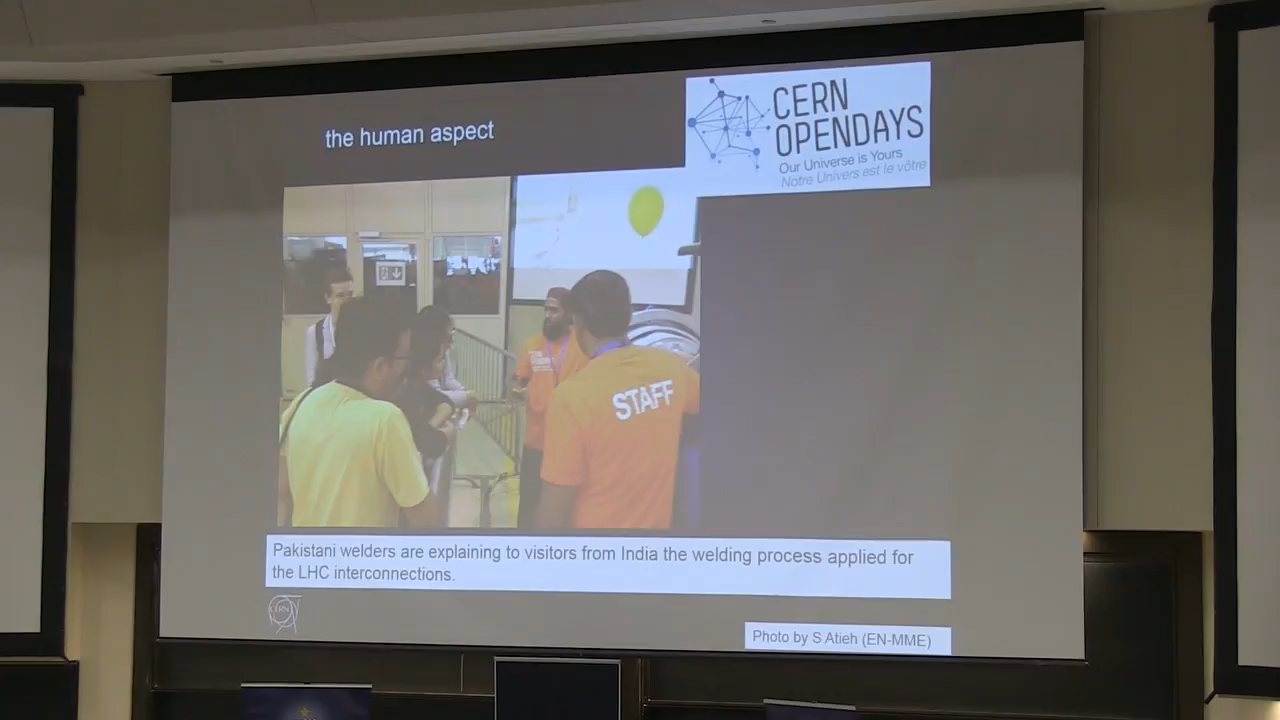 the human aspect
CERN
OPENDAYS
Our Universe is Yours
Notre Univers est le vôtre
STAFF
Pakistani welders are explaining to visitors from India the welding process applied for
the LHC interconnections.
CERN
Photo by S Atieh (EN-MME)